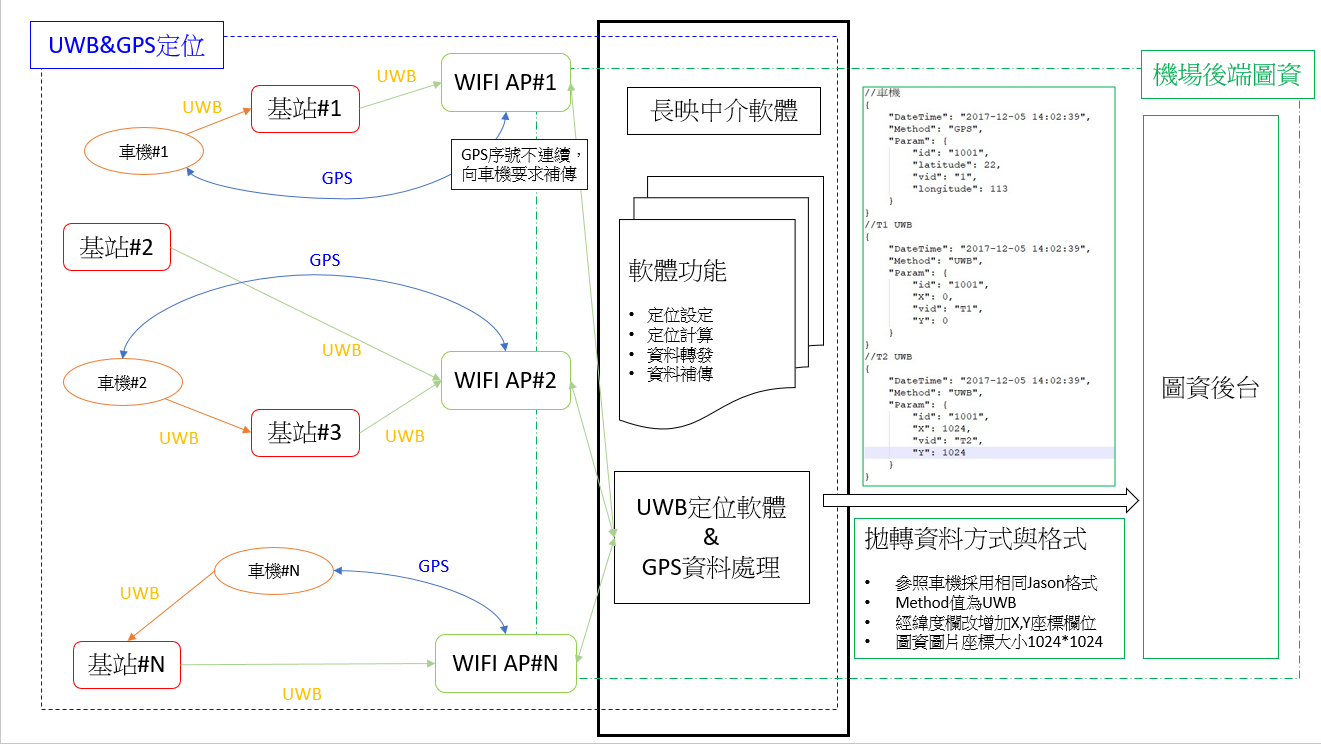 UWB&GPS定位
UWB
WIFI AP#1
基站#1
UWB
車機#1
GPS序號不連續，
向車機要求補傳
GPS
基站#2
GPS
UWB
WIFI AP#2
車機#2
基站#3
UWB
UWB
車機#N
GPS
UWB
基站#N
WIFI AP#N
UWB
長映中介軟體
軟體功能
• 定位設定
• 定位計算
• 資料轉發
• 資料補傳
UWB定位軟體
&
GPS資料處理
機場後端圖資
//車機
{
"DateTime": "2017-12-05 14:02:39",
"Method": "GPS",
"Param": {
"id": "1001",
"latitude": 22,
"vid": "1",
"longitude": 113
}
}
//T1 UWB
{
"DateTime": "2017-12-05 14:02:39",
"Method": "UWB",
"Param": {
"id": "1001",
"X": 0,
"vid": "T1",
"Y": 0
}
}
//T2 UWB
{
"DateTime": "2017-12-05 14:02:39",
"Method": "UWB",
"Param": {
"id": "1001",
"X": 1024,
"vid": "T2",
"Y": 1024
}
}
拋轉資料方式與格式
• 參照車機採用相同Jason格式
• Method值為UWB
• 經緯度欄改增加X,Y座標欄位
• 圖資圖片座標大小1024*1024
圖資後台